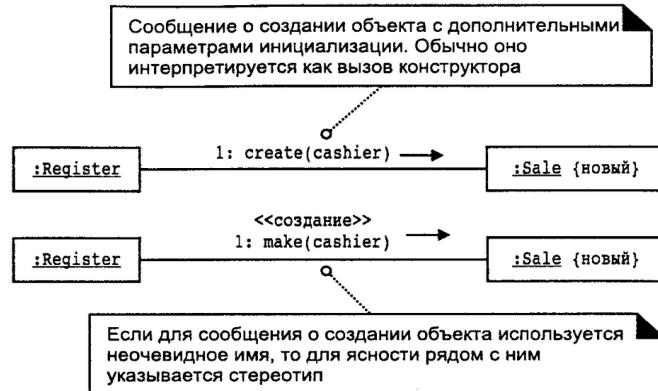 Сообщение о создании объекта с дополнительными
параметрами инициализации. Обычно оно
интерпретируется как вызов конструктора
:Register
1: create(cashier)
:Sale {новый}
<<создание>>
:Register
1: make(cashier)
:Sale {новый}
Если для сообщения о создании объекта используется
неочевидное имя, то для ясности рядом с ним
указывается стереотип